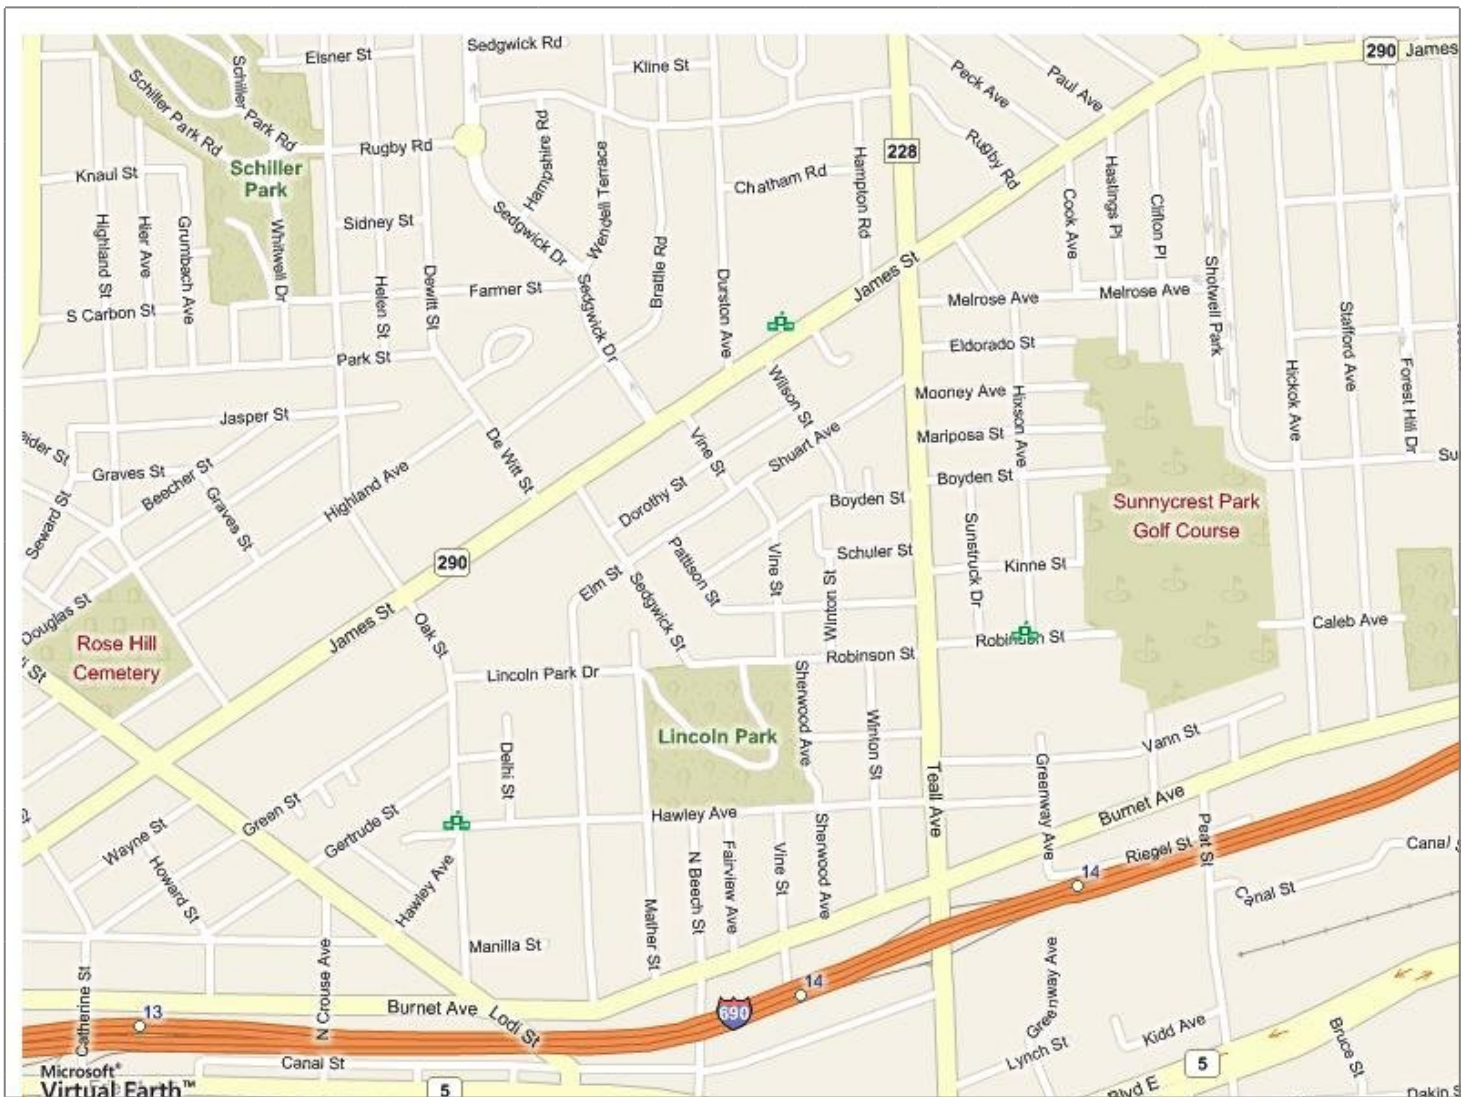 Sedgwick Rd
Eisner St
Kline St
290
James
Schiller Park Rd
Schiller Park Rd
Peck Ave
Paul Ave
Rugby Rd
Hampshire Rd
Wendell Terrace
228
Rugby Rd
Schiller
Park
Knaul St
Chatham Rd
Hampton Rd
Hastings Pl
Cook Ave
Clifton Pl
Highland St
Hier Ave
Grumbach Ave
Whitwell Dr
Sidney St
Sedgwick Dr
Brattle Rd
Durston Ave
James St
Shotwell Park
Helen St
Dewitt St
Farmer St
Sedgwick Dr
Melrose Ave
Melrose Ave
S Carbon St
Stafford Ave
Park St
Eldorado St
Hickok Ave
Forest Hill Dr
Wilson St
Mooney Ave
Hixson Ave
Jasper St
Mariposa St
Vine St
Shuart Ave
De Witt St
Graves St
Beecher St
Highland Ave
Boyden St
Seward St
Graves St
Dorothy St
Boyden St
Sunnycrest Park
Golf Course
Sunstruck Dr
Pattison St
Vine St
Schuler St
Kinne St
290
Elm St
Sedgwick St
Winton St
Douglas St
James St
Oak St
Robinson St
Caleb Ave
Rose Hill
Cemetery
Robinson St
Lincoln Park Dr
Sherwood Ave
Winton St
Lincoln Park
Delhi St
Vann St
Teall Ave
Greenway Ave
Green St
Hawley Ave
Burnet Ave
Wayne St
Gertrude St
Howard St
Hawley Ave
N Beech St
Fairview Ave
Vine St
Sherwood Ave
Riegel St
Peat St
Canal
14
Canal St
Mather St
Manilla St
Catherine St
N Crouse Ave
Greenway Ave
14
13
Burnet Ave
Lodi St
690
Canal St
Lynch St
Kidd Ave
Bruce St
5
5
Blvd E
Dakin S
Microsoft®
Virtual Earth™